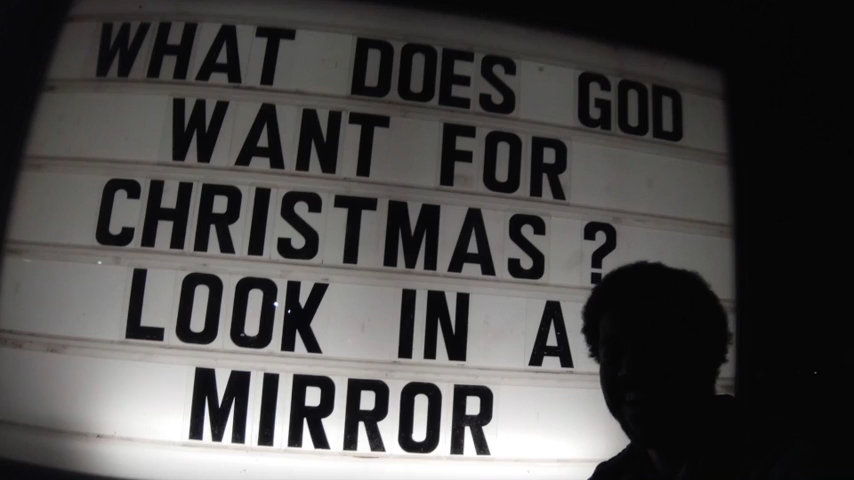 WHAT DOES GOD
WANT FOR
CHRISTMAS?
LOOK IN A
MIRROR